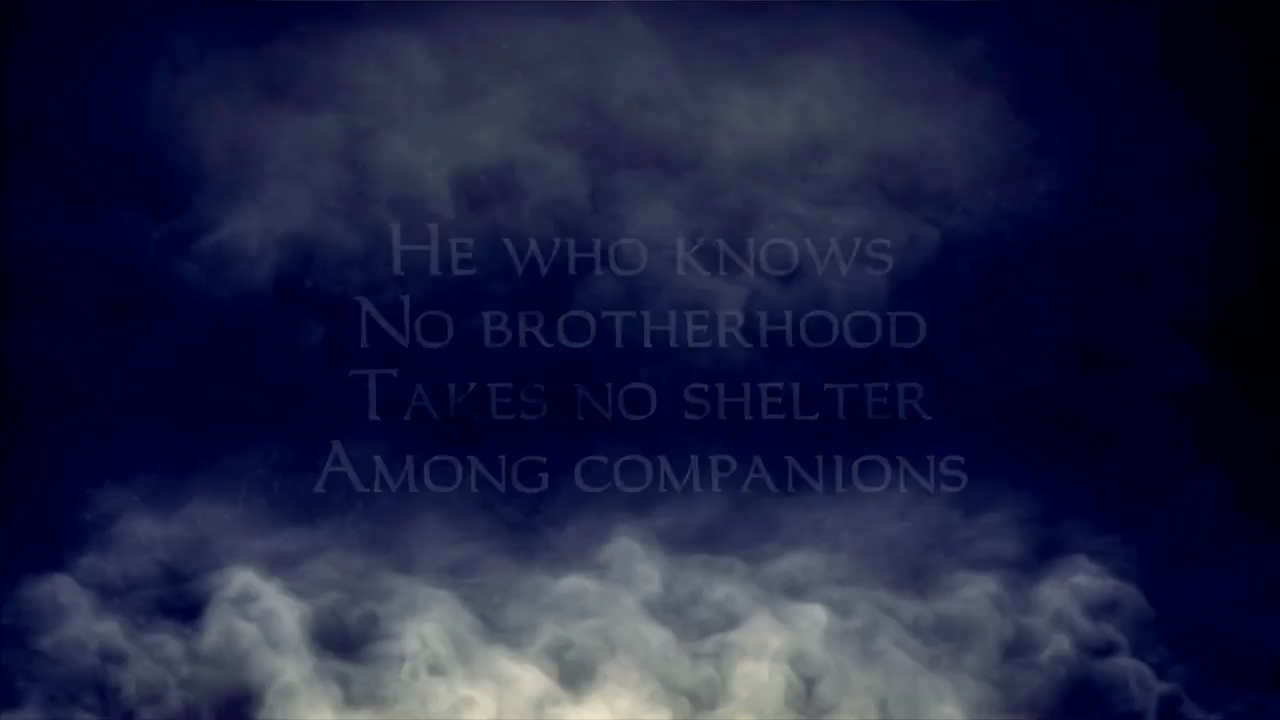 He who knows
No brotherhood
Takes no shelter
Among companions